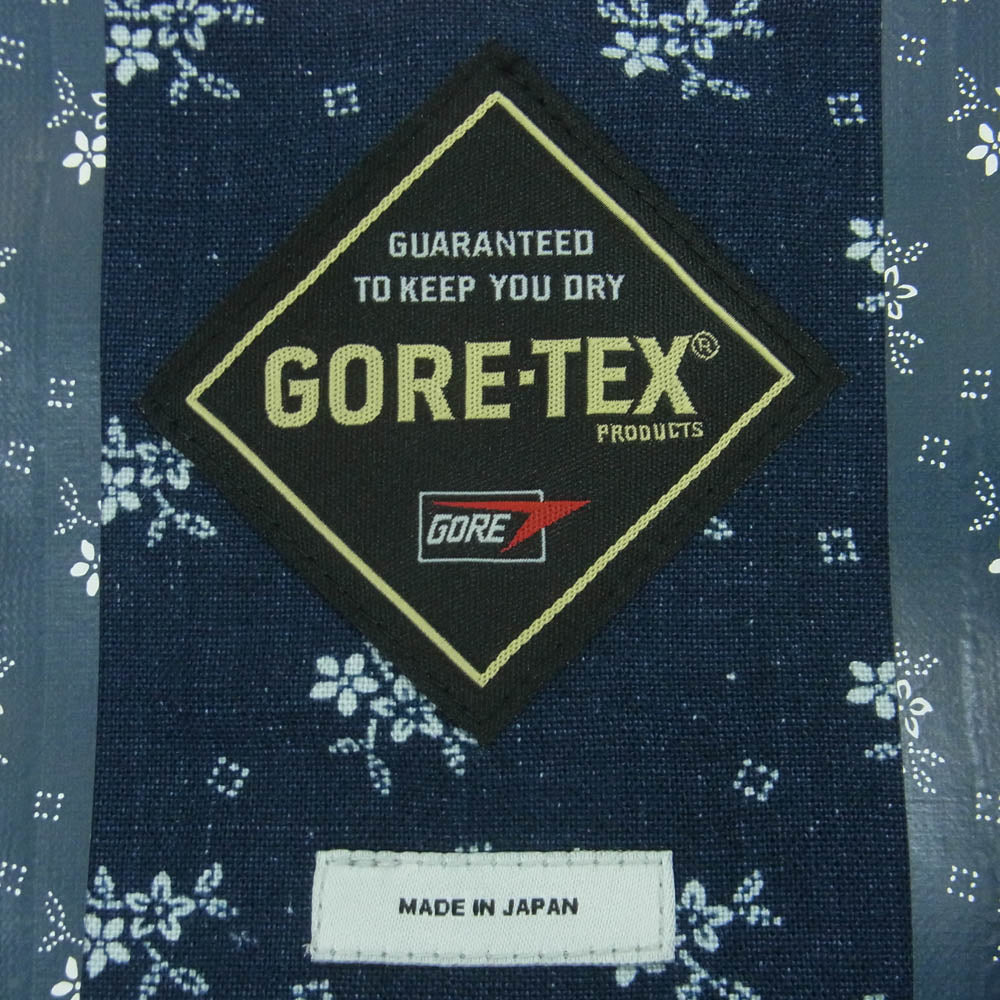 GUARANTEED
TO KEEP YOU DRY
GORE-TEX®
PRODUCTS
GORE
MADE IN JAPAN